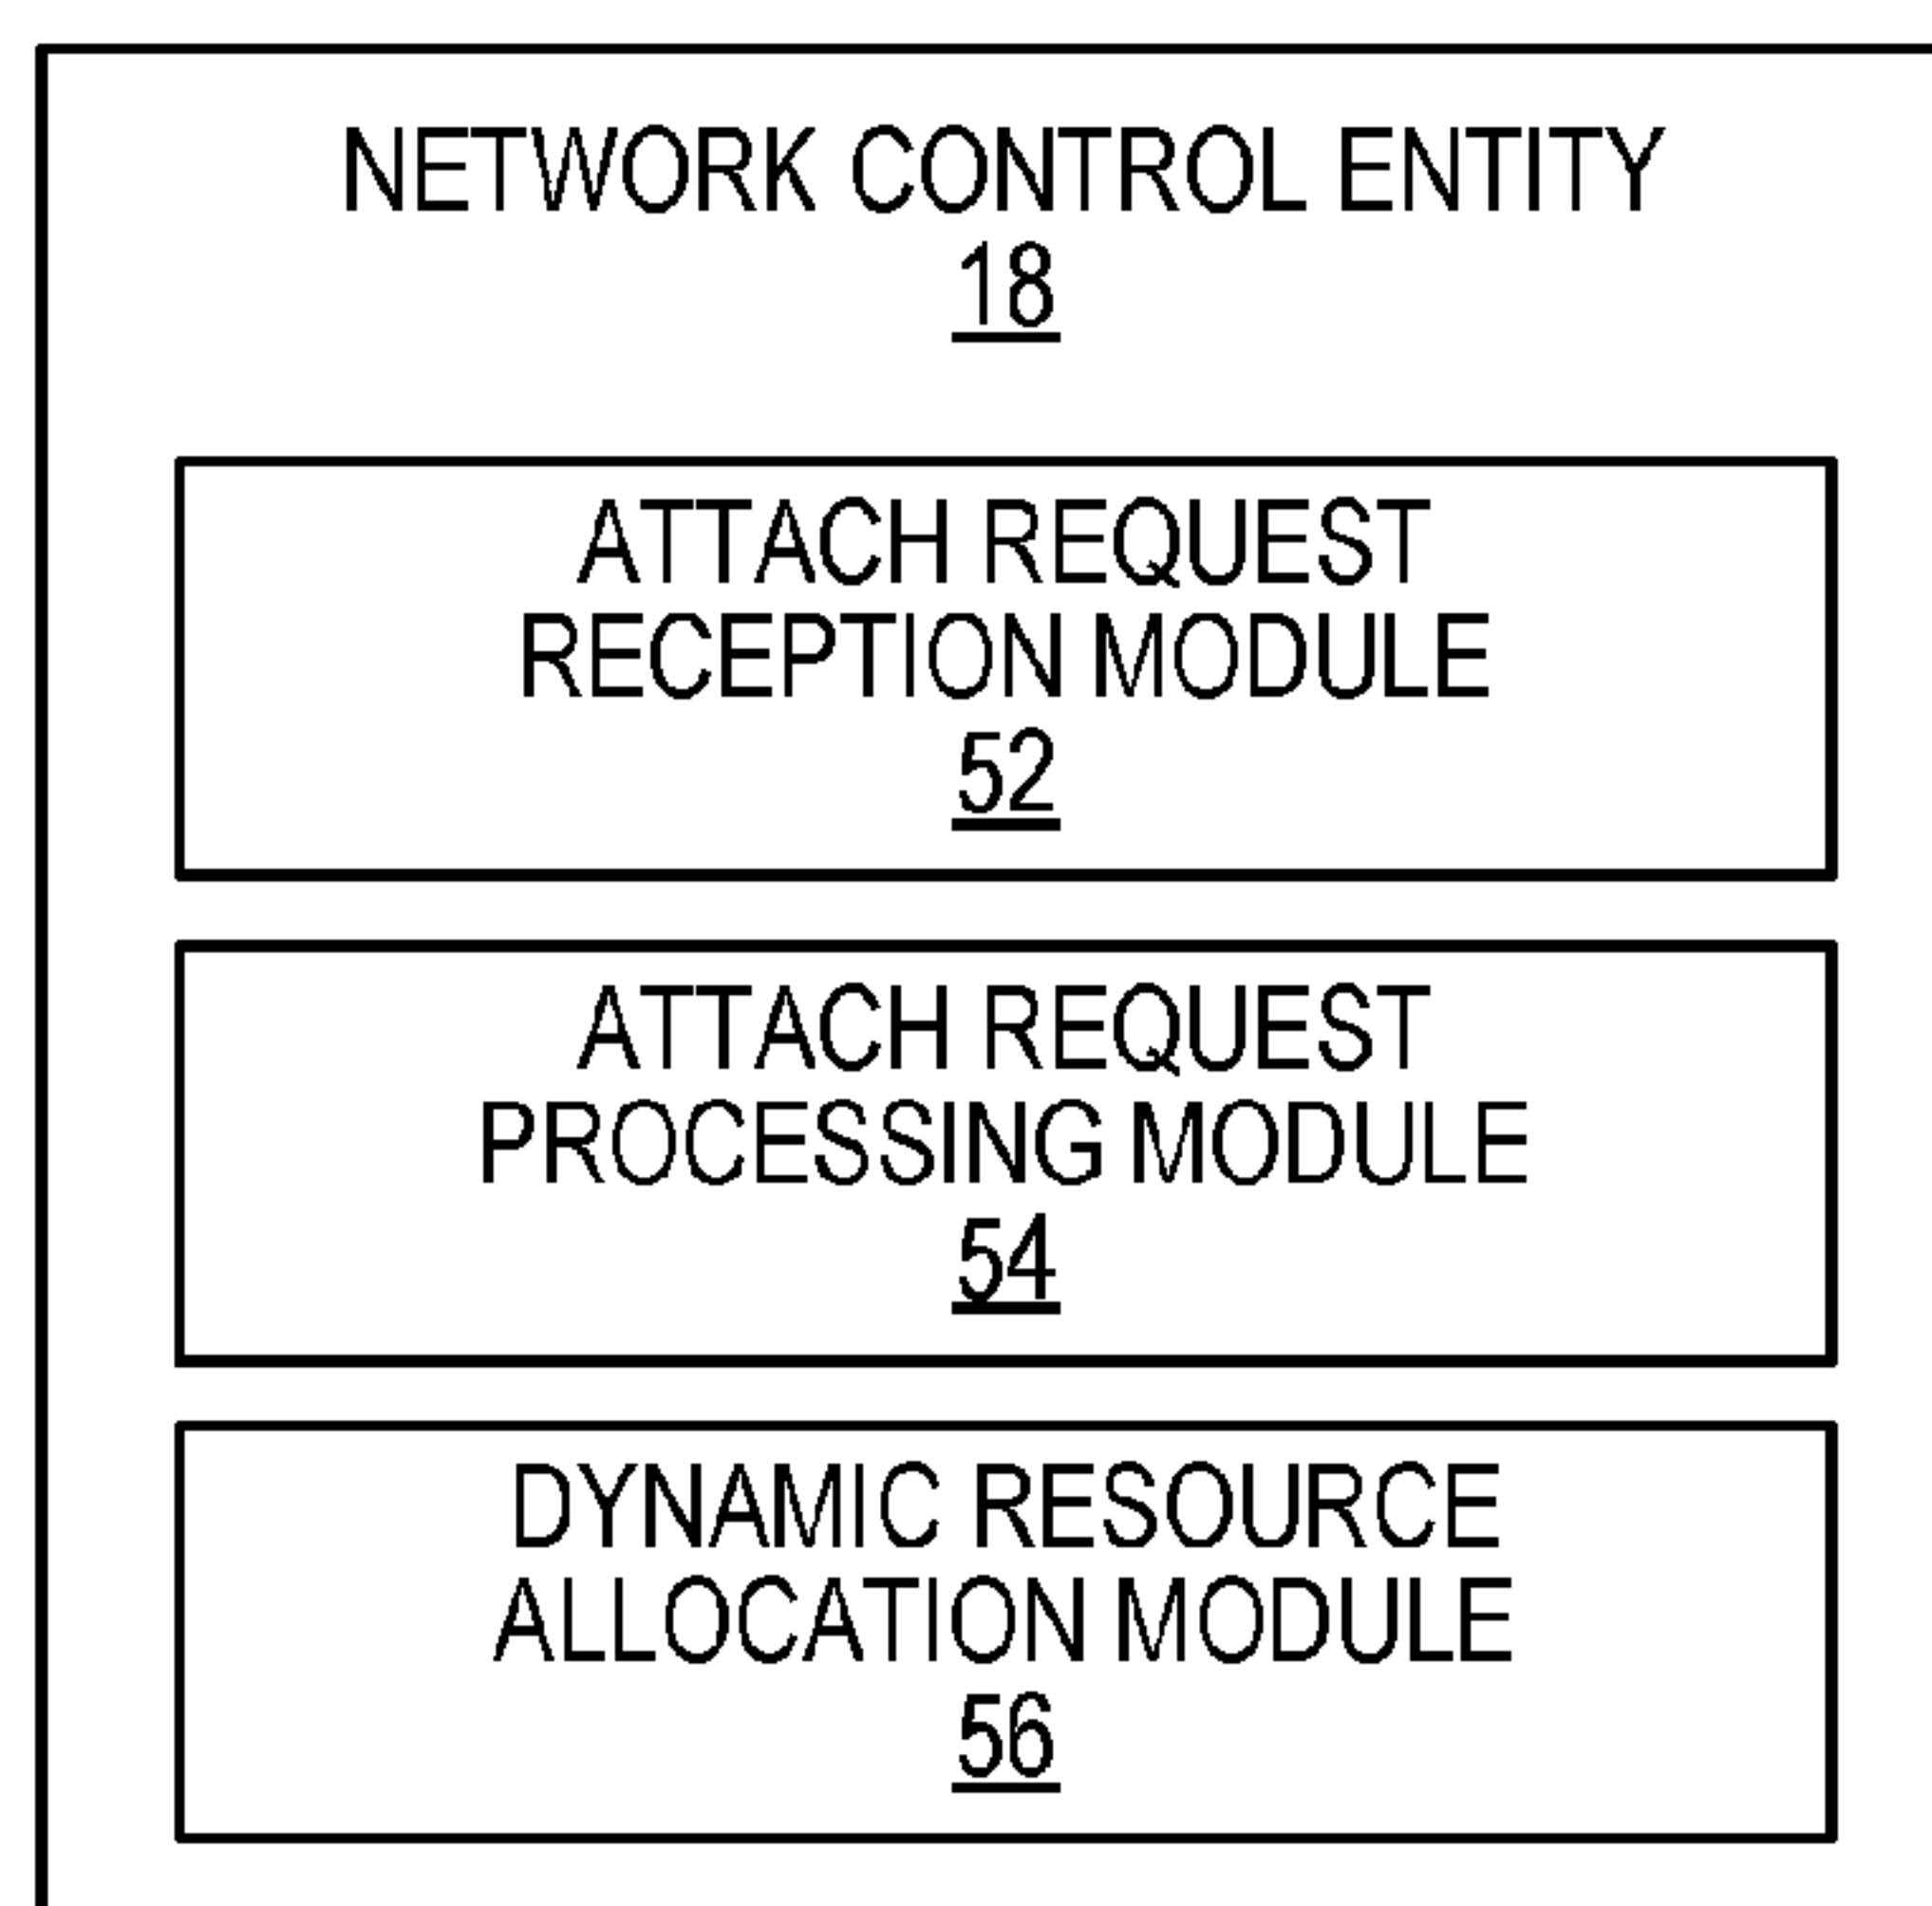 NETWORK CONTROL ENTITY
18
ATTACH REQUEST
RECEPTION MODULE
52
ATTACH REQUEST
PROCESSING MODULE
54
DYNAMIC RESOURCE
ALLOCATION MODULE
56